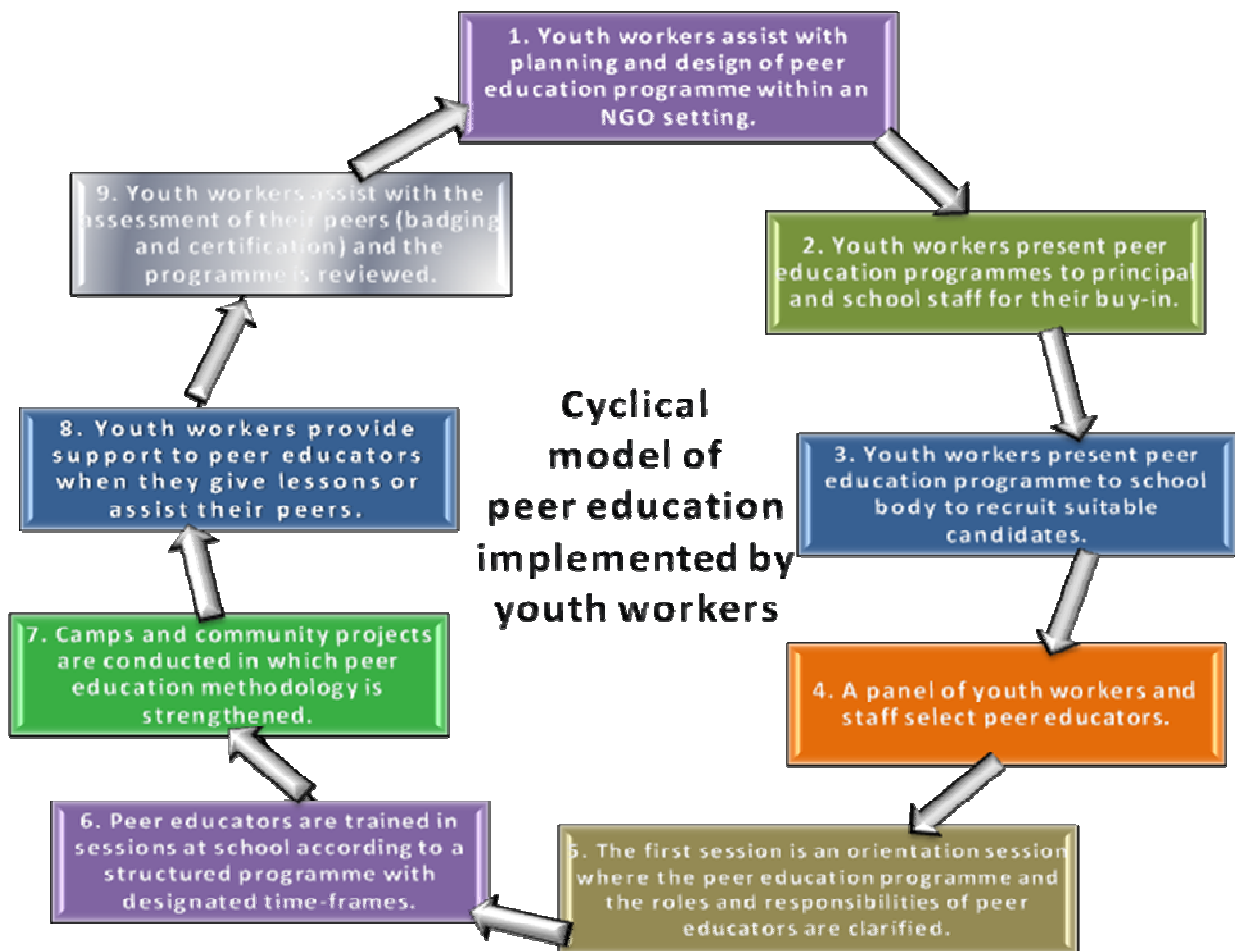 1. Youth workers assist with
planning and design of peer
education programme within an
NGO setting.
2. Youth workers present peer
education programmes to principal
and school staff for their buy-in.
3. Youth workers present peer
education programme to school
body to recruit suitable
candidates.
4. A panel of youth workers and
staff select peer educators.
5. The first session is an orientation session
where the peer education programme and
the roles and responsibilities of peer
educators are clarified.
6. Peer educators are trained in
sessions at school according to a
structured programme with
designated time-frames.
7. Camps and community projects
are conducted in which peer
education methodology is
strengthened.
8. Youth workers provide
support to peer educators
when they give lessons or
assist their peers.
9. Youth workers assist with the
assessment of their peers (badging
and certification) and the
programme is reviewed.
Cyclical
model of
peer education
implemented by
youth workers